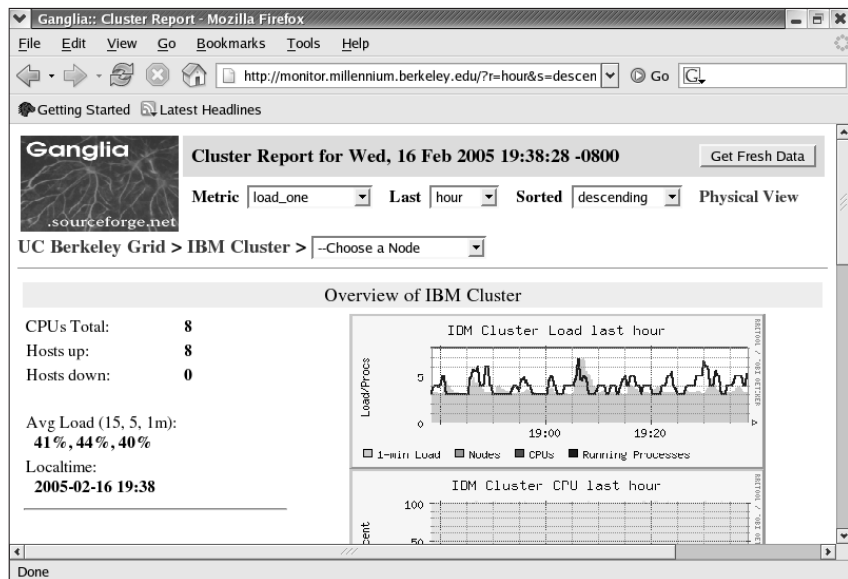 Ganglia:: Cluster Report - Mozilla Firefox
File Edit View Go Bookmarks Tools Help
http://monitor.millennium.berkeley.edu/?r=hour&s=descen Go G
Getting Started Latest Headlines
Ganglia
.sourceforge.net
Cluster Report for Wed, 16 Feb 2005 19:38:28 -0800 Get Fresh Data
Metric load_one Last hour Sorted descending Physical View
UC Berkeley Grid > IBM Cluster > --Choose a Node
Overview of IBM Cluster
CPUs Total: 8
Hosts up: 8
Hosts down: 0
Avg Load (15, 5, 1m):
41%, 44%, 40%
Localtime:
2005-02-16 19:38
IDM Cluster Load last hour
Load/Procs
5
0
19:00 19:20
1-min Load Nodes CPUs Running Processes
IDM Cluster CPU last hour
100
50
cent
Done